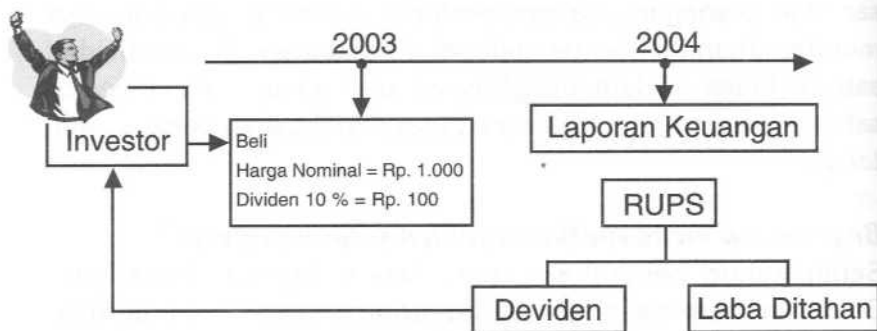 2003
2004
Investor
Beli
Harga Nominal = Rp. 1.000
Dividen 10 % = Rp. 100
Laporan Keuangan
RUPS
Deviden
Laba Ditahan